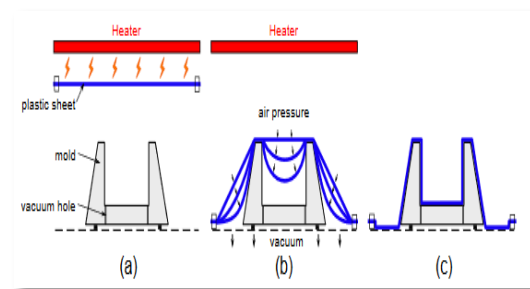 Heater
Heater
plastic sheet
air pressure
mold
vacuum hole
vacuum
(a)
(b)
(c)